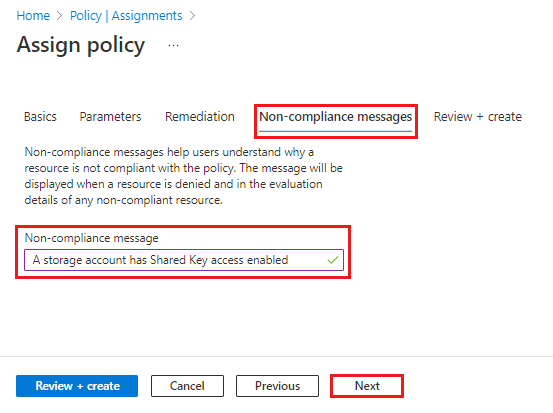 Home > Policy | Assignments >
Assign policy ...
Basics Parameters Remediation Non-compliance messages Review + create
Non-compliance messages help users understand why a
resource is not compliant with the policy. The message will be
displayed when a resource is denied and in the evaluation
details of any non-compliant resource.
Non-compliance message
A storage account has Shared Key access enabled
Review + create Cancel Previous Next